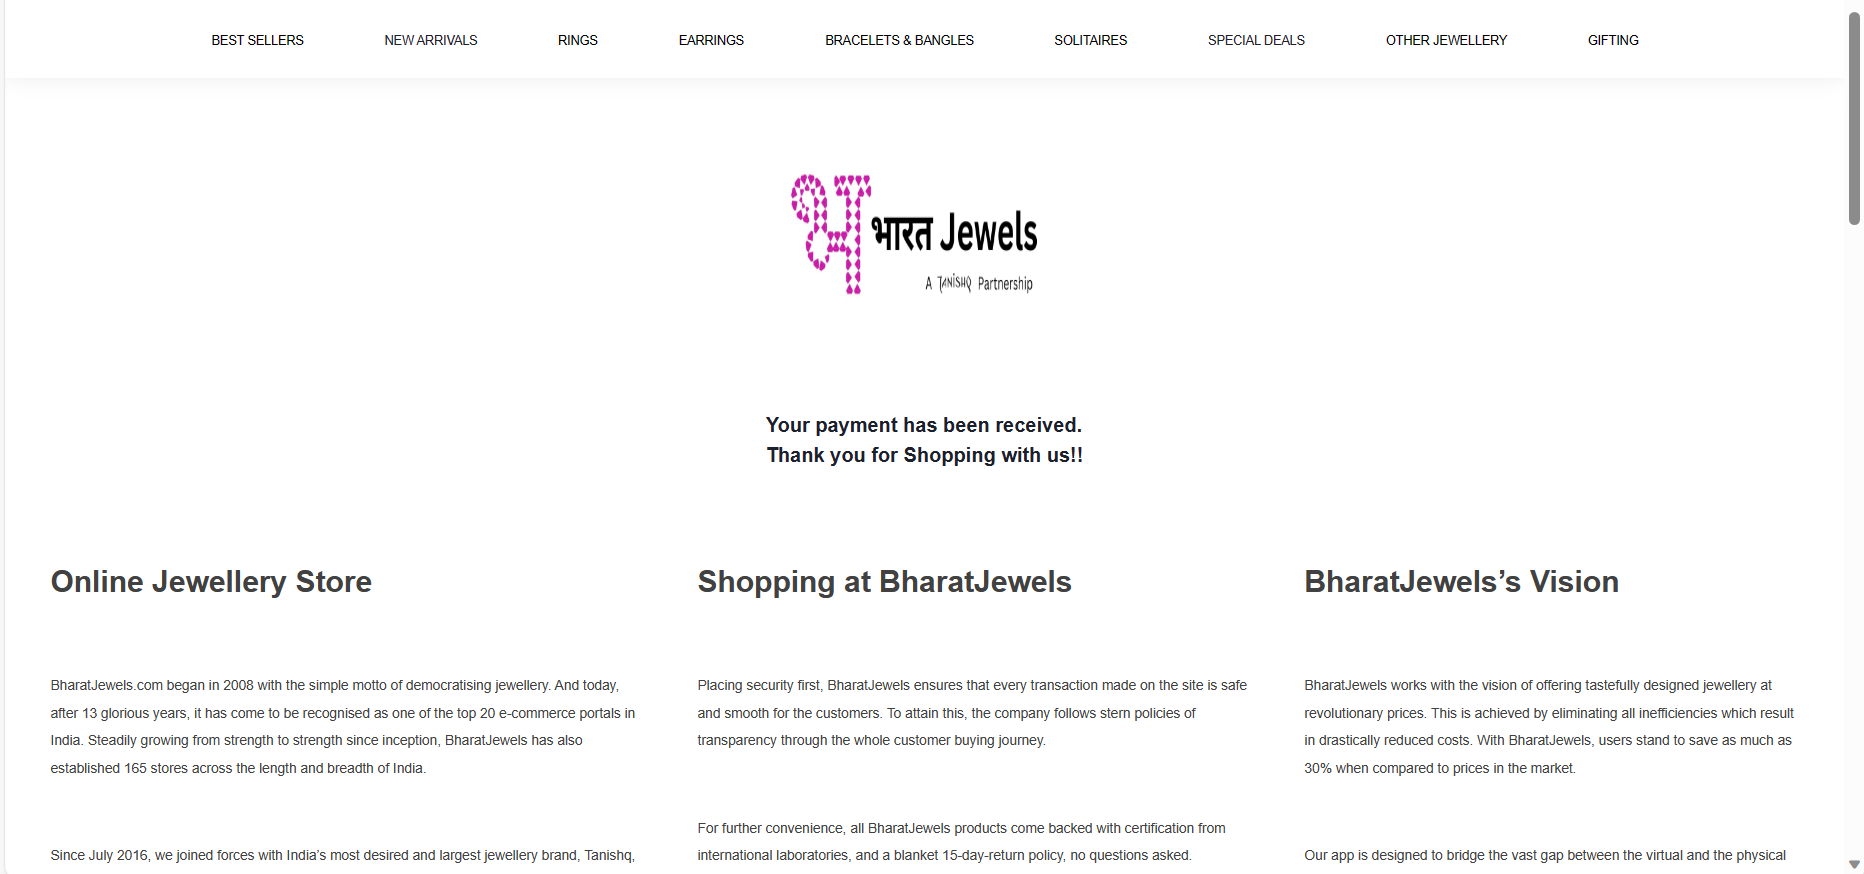 BEST SELLERS NEW ARRIVALS RINGS EARRINGS BRACELETS & BANGLES SOLITAIRES SPECIAL DEALS OTHER JEWELLERY GIFTING
भा
भारत Jewels
A TANISHQ Partnership
Your payment has been received.
Thank you for Shopping with us!!
Online Jewellery Store
BharatJewels.com began in 2008 with the simple motto of democratising jewellery. And today,
after 13 glorious years, it has come to be recognised as one of the top 20 e-commerce portals in
India. Steadily growing from strength to strength since inception, BharatJewels has also
established 165 stores across the length and breadth of India.
Since July 2016, we joined forces with India’s most desired and largest jewellery brand, Tanishq,
Shopping at BharatJewels
Placing security first, BharatJewels ensures that every transaction made on the site is safe
and smooth for the customers. To attain this, the company follows stern policies of
transparency through the whole customer buying journey.
For further convenience, all BharatJewels products come backed with certification from
international laboratories, and a blanket 15-day-return policy, no questions asked.
BharatJewels’s Vision
BharatJewels works with the vision of offering tastefully designed jewellery at
revolutionary prices. This is achieved by eliminating all inefficiencies which result
in drastically reduced costs. With BharatJewels, users stand to save as much as
30% when compared to prices in the market.
Our app is designed to bridge the vast gap between the virtual and the physical